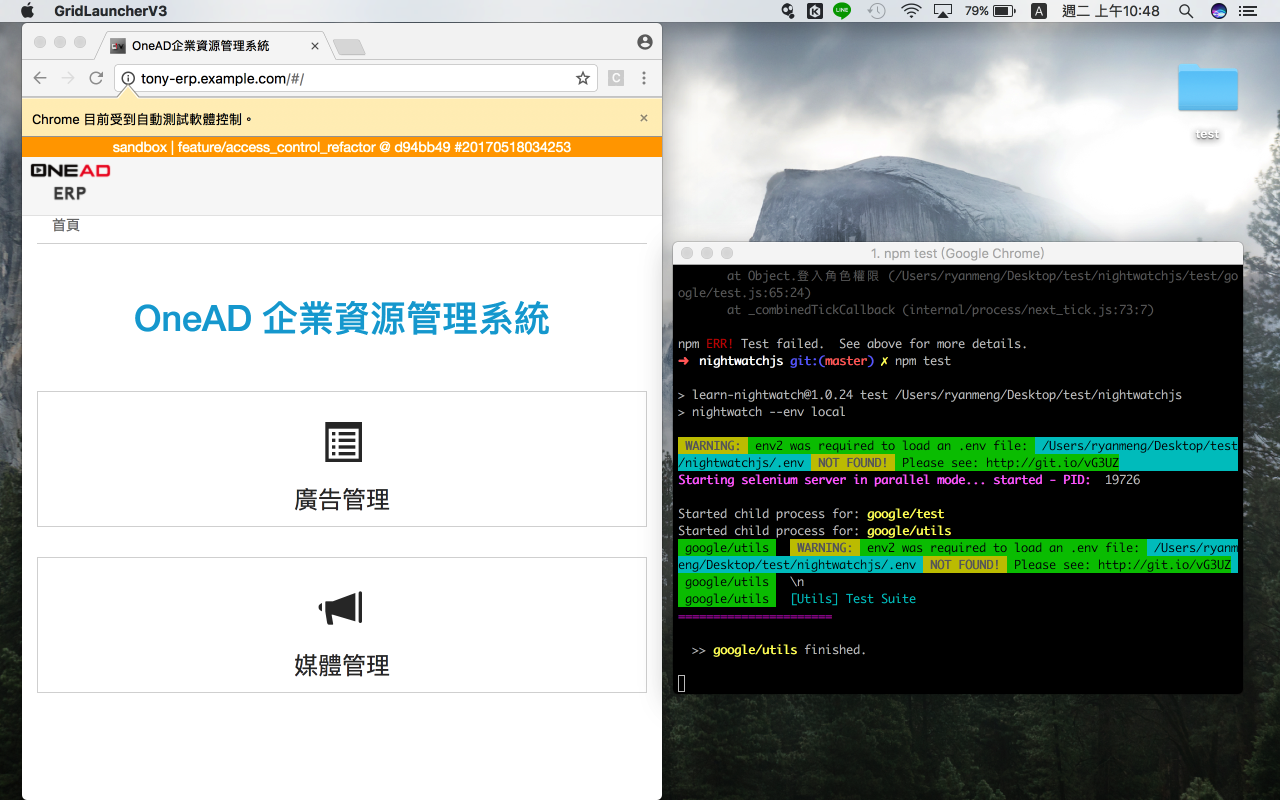 GridLauncherV3
LINE
79%
A
週二 上午10:48
OneAD企業資源管理系統
tony-erp.example.com/#/
C
Chrome 目前受到自動測試軟體控制。
sandbox | feature/access_control_refactor @ d94bb49 #20170518034253
ONEAD
ERP
首頁
OneAD 企業資源管理系統
廣告管理
媒體管理
test
1. npm test (Google Chrome)
at Object.登入角色權限 (/Users/ryanmeng/Desktop/test/nightwatchjs/test/go
ogle/test.js:65:24)
at _combinedTickCallback (internal/process/next_tick.js:73:7)
npm ERR! Test failed.  See above for more details.
➜  nightwatchjs git:(master) ✗ npm test
> learn-nightwatch@1.0.24 test /Users/ryanmeng/Desktop/test/nightwatchjs
> nightwatch --env local
WARNING:  env2 was required to load an .env file:  /Users/ryanmeng/Desktop/test
/nightwatchjs/.env  NOT FOUND!  Please see: http://git.io/vG3UZ
Starting selenium server in parallel mode... started - PID:  19726
Started child process for: google/test
Started child process for: google/utils
google/utils   WARNING:  env2 was required to load an .env file:  /Users/ryanm
eng/Desktop/test/nightwatchjs/.env  NOT FOUND!  Please see: http://git.io/vG3UZ
google/utils  \n
google/utils  [Utils] Test Suite
======================
>> google/utils finished.